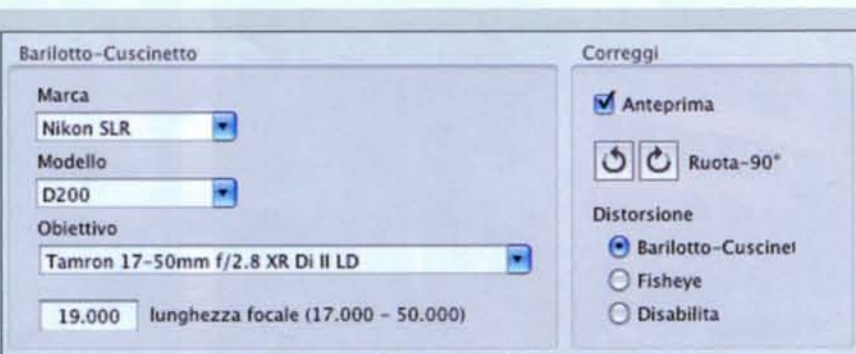 Barilotto-Cuscinetto
Marca
Nikon SLR
Modello
D200
Obiettivo
Tamron 17-50mm f/2.8 XR Di II LD
19.000 lunghezza focale (17.000 - 50.000)
Correggi
Anteprima
Ruota-90°
Distorsione
Barilotto-Cuscinet
Fisheye
Disabilita